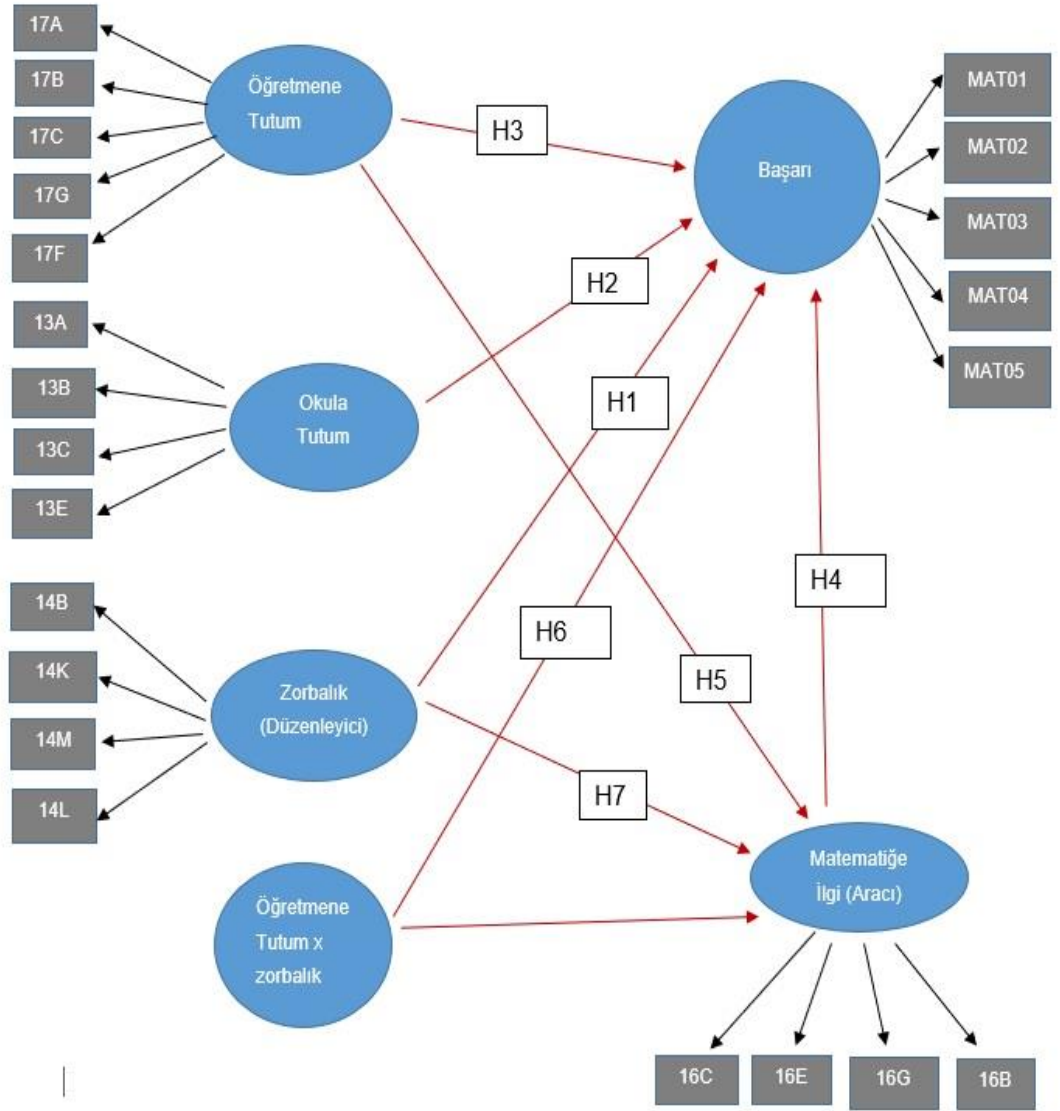 17A
17B
17C
17G
17F
Öğretmene
Tutum
H3
Başarı
MAT01
MAT02
MAT03
MAT04
MAT05
13A
13B
13C
13E
Okula
Tutum
H2
H1
14B
14K
14M
14L
Zorbalık
(Düzenleyici)
H6
H5
H4
H7
Öğretmene
Tutum x
zorbalık
Matematiğe
İlgi (Aracı)
16C
16E
16G
16B